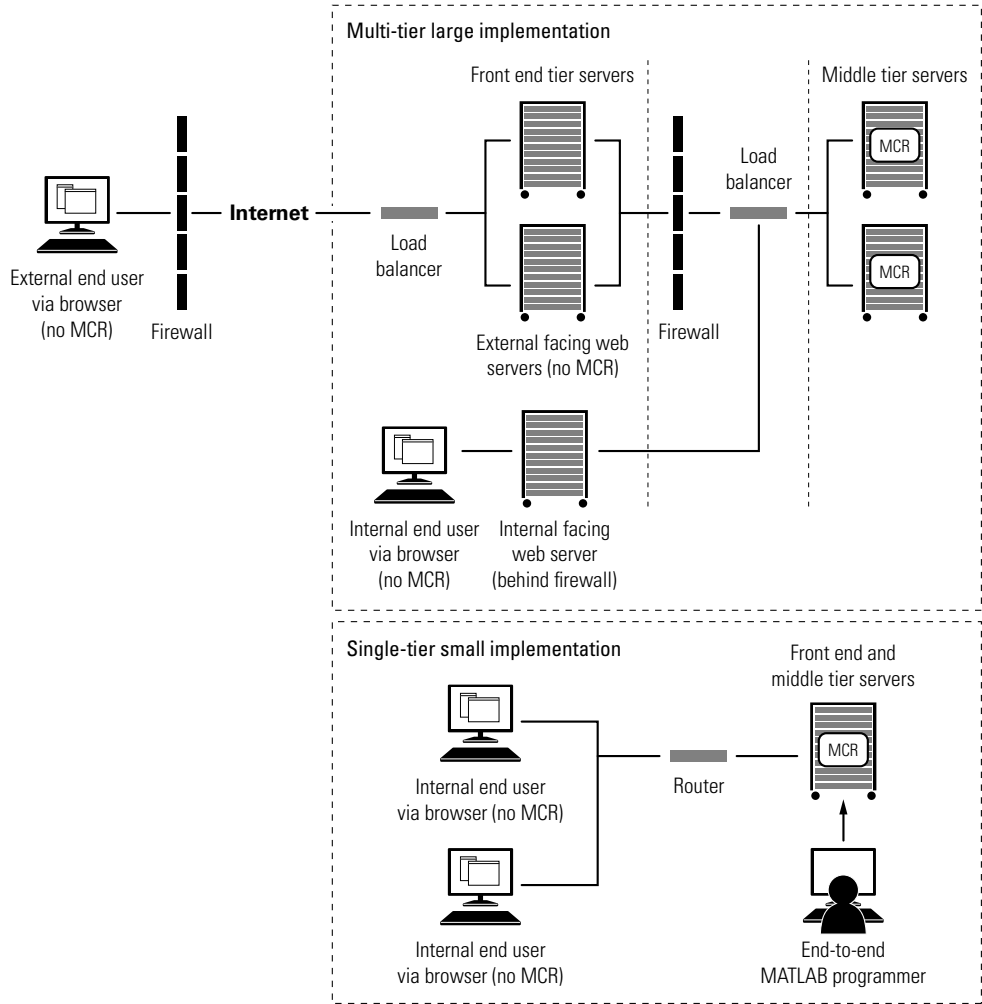 Multi-tier large implementation
Front end tier servers
Middle tier servers
MCR
Load
balancer
Internet
Load
balancer
MCR
External end user
via browser
(no MCR)
Firewall
External facing web
servers (no MCR)
Firewall
Internal end user
via browser
(no MCR)
Internal facing
web server
(behind firewall)
Single-tier small implementation
Front end and
middle tier servers
MCR
Internal end user
via browser (no MCR)
Router
Internal end user
via browser (no MCR)
End-to-end
MATLAB programmer